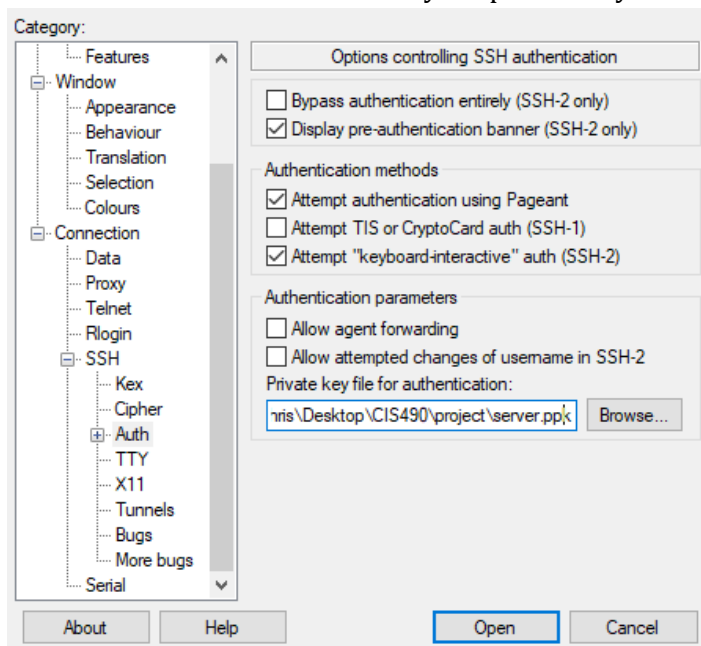 Category:
Features
Window
Appearance
Behaviour
Translation
Selection
Colours
Connection
Data
Proxy
Telnet
Rlogin
SSH
Kex
Cipher
Auth
TTY
X11
Tunnels
Bugs
More bugs
Serial
Options controlling SSH authentication
Bypass authentication entirely (SSH-2 only)
Display pre-authentication banner (SSH-2 only)
Authentication methods
Attempt authentication using Pageant
Attempt TIS or CryptoCard auth (SSH-1)
Attempt "keyboard-interactive" auth (SSH-2)
Authentication parameters
Allow agent forwarding
Allow attempted changes of username in SSH-2
Private key file for authentication:
hris\Desktop\CIS490\project\server.ppk Browse...
About Help Open Cancel